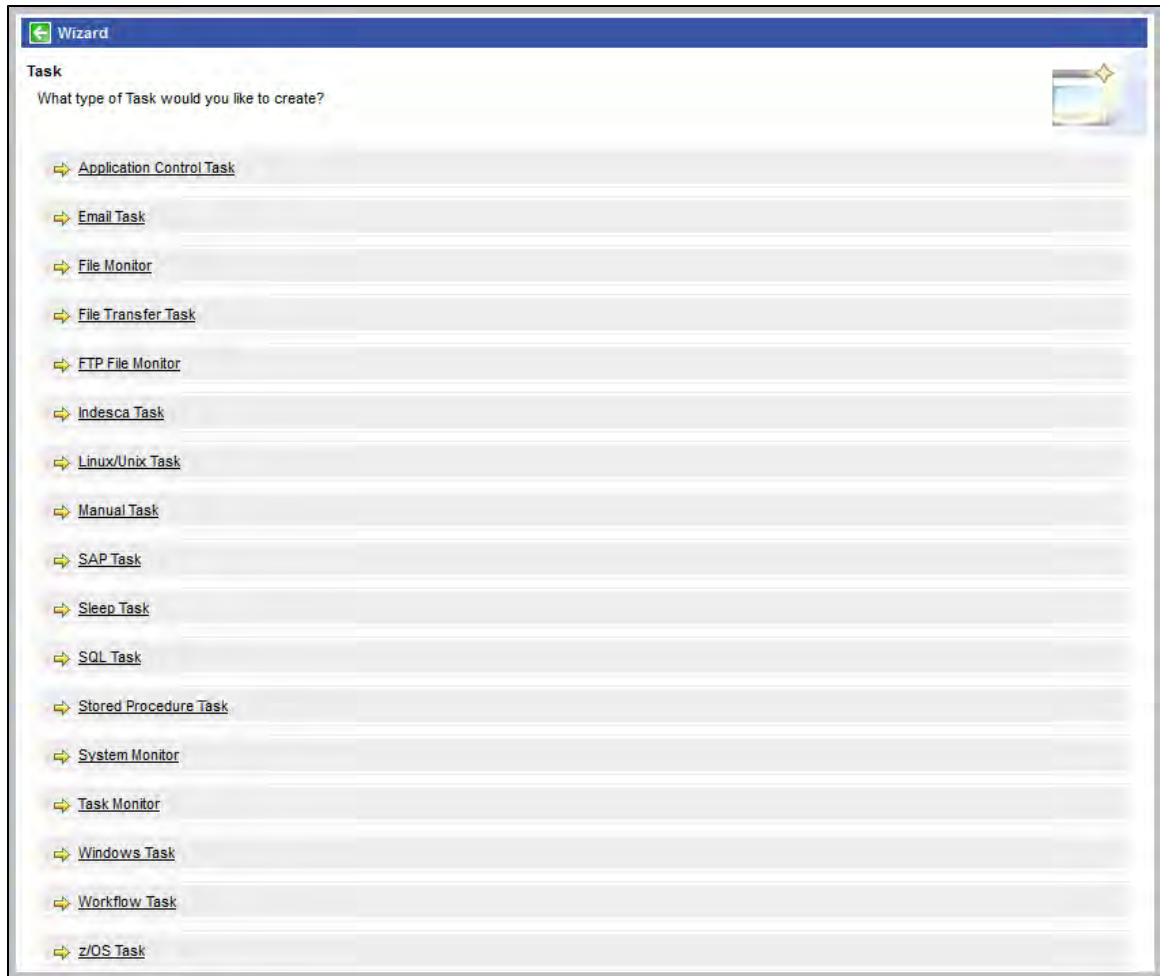 Wizard
Task
What type of Task would you like to create?
Application Control Task
Email Task
File Monitor
File Transfer Task
FTP File Monitor
Indesca Task
Linux/Unix Task
Manual Task
SAP Task
Sleep Task
SQL Task
Stored Procedure Task
System Monitor
Task Monitor
Windows Task
Workflow Task
z/OS Task